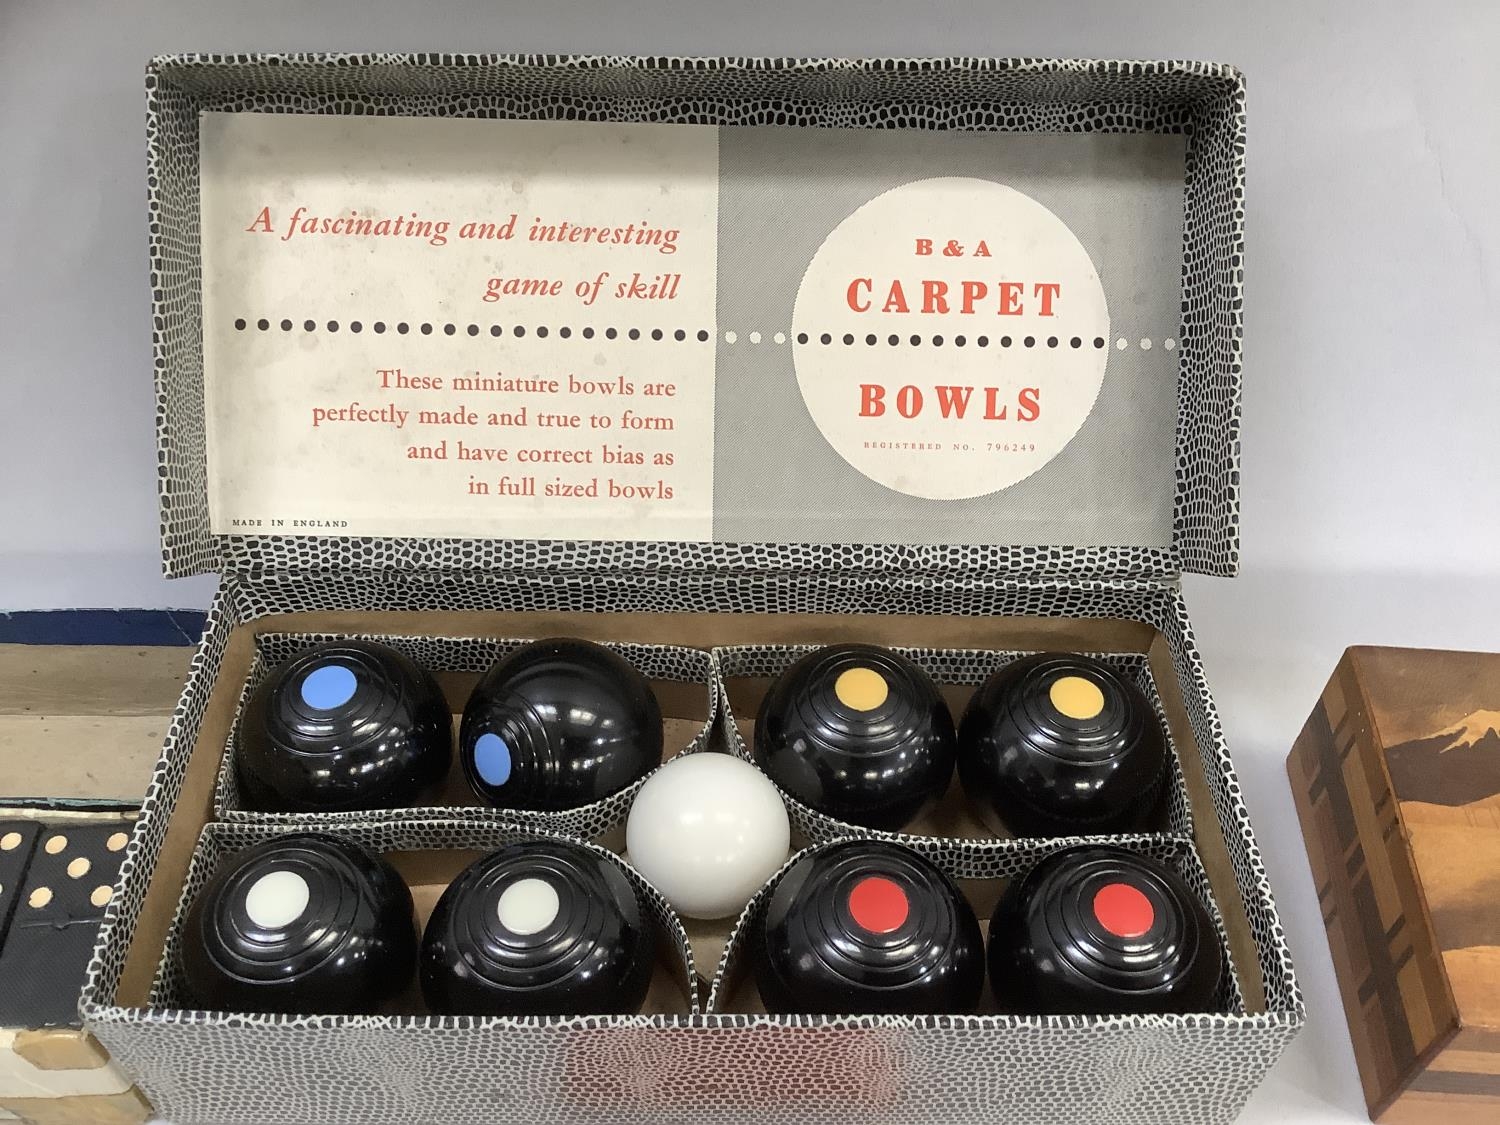 A fascinating and interesting
game of skill
These miniature bowls are
perfectly made and true to form
and have correct bias as
in full sized bowls
MADE IN ENGLAND
B & A
CARPET
BOWLS
REGISTERED NO. 796249